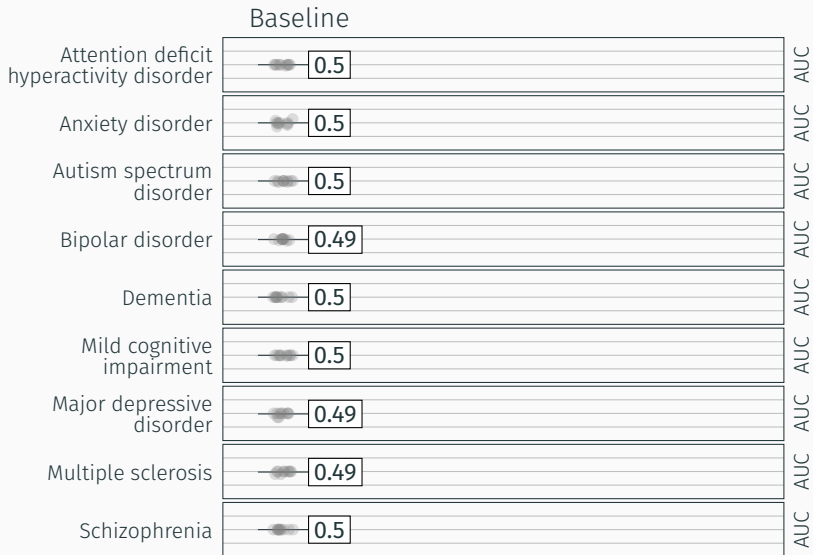 Baseline
Attention deficit
hyperactivity disorder
0.5
AUC
Anxiety disorder
0.5
AUC
Autism spectrum
disorder
0.5
AUC
Bipolar disorder
0.49
AUC
Dementia
0.5
AUC
Mild cognitive
impairment
0.5
AUC
Major depressive
disorder
0.49
AUC
Multiple sclerosis
0.49
AUC
Schizophrenia
0.5
AUC